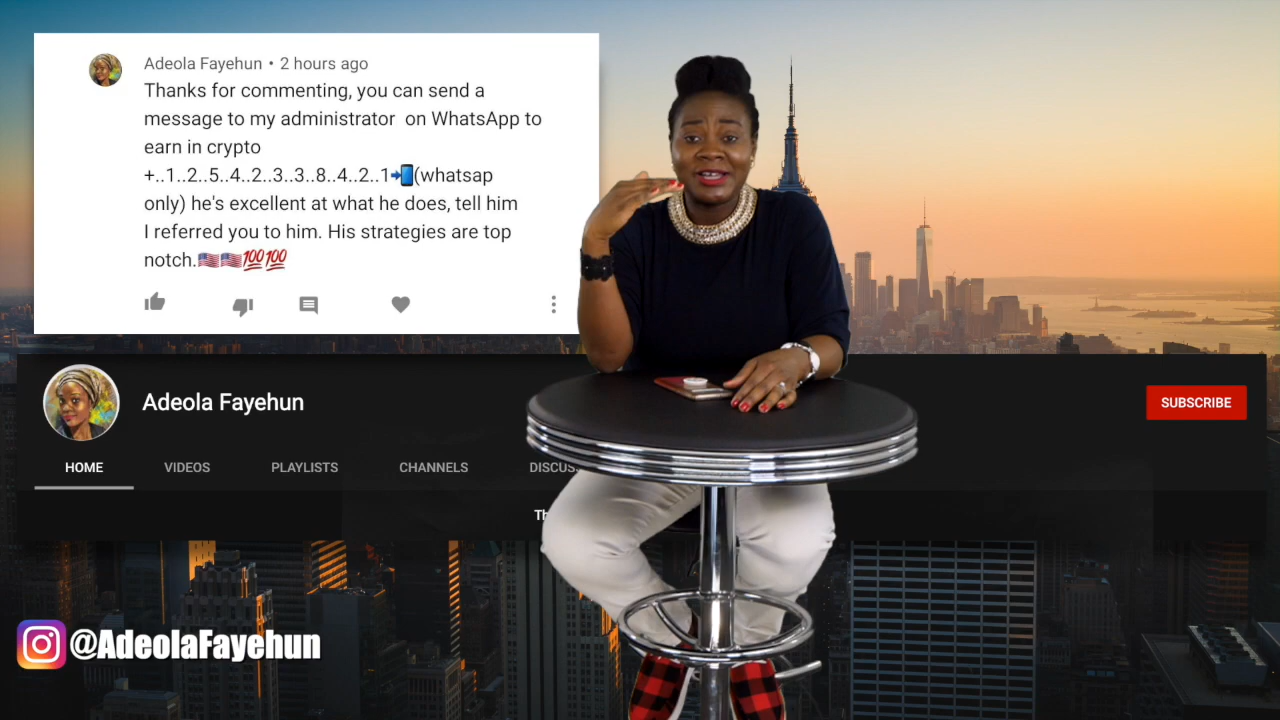 Adeola Fayehun • 2 hours ago
Thanks for commenting, you can send a
message to my administrator on WhatsApp to
earn in crypto
+..1..2..5..4..2..3..3..8..4..2..1📲(whatsap
only) he's excellent at what he does, tell him
I referred you to him. His strategies are top
notch.🇺🇸🇺🇸💯💯
Adeola Fayehun
SUBSCRIBE
HOME VIDEOS PLAYLISTS CHANNELS DISCUS
Th
@AdeolaFayehun